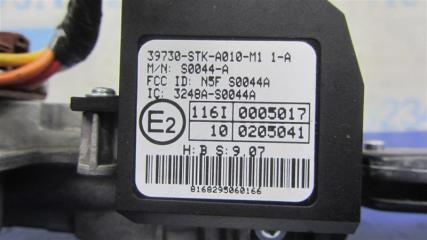 39730-STK-A010-M1 1-A
M/N: S0044-A
FCC ID: N5F S0044A
IC: 3248A-S0044A
E2
116I 0005017
10 0205041
H:B S:9.07
8168295060166